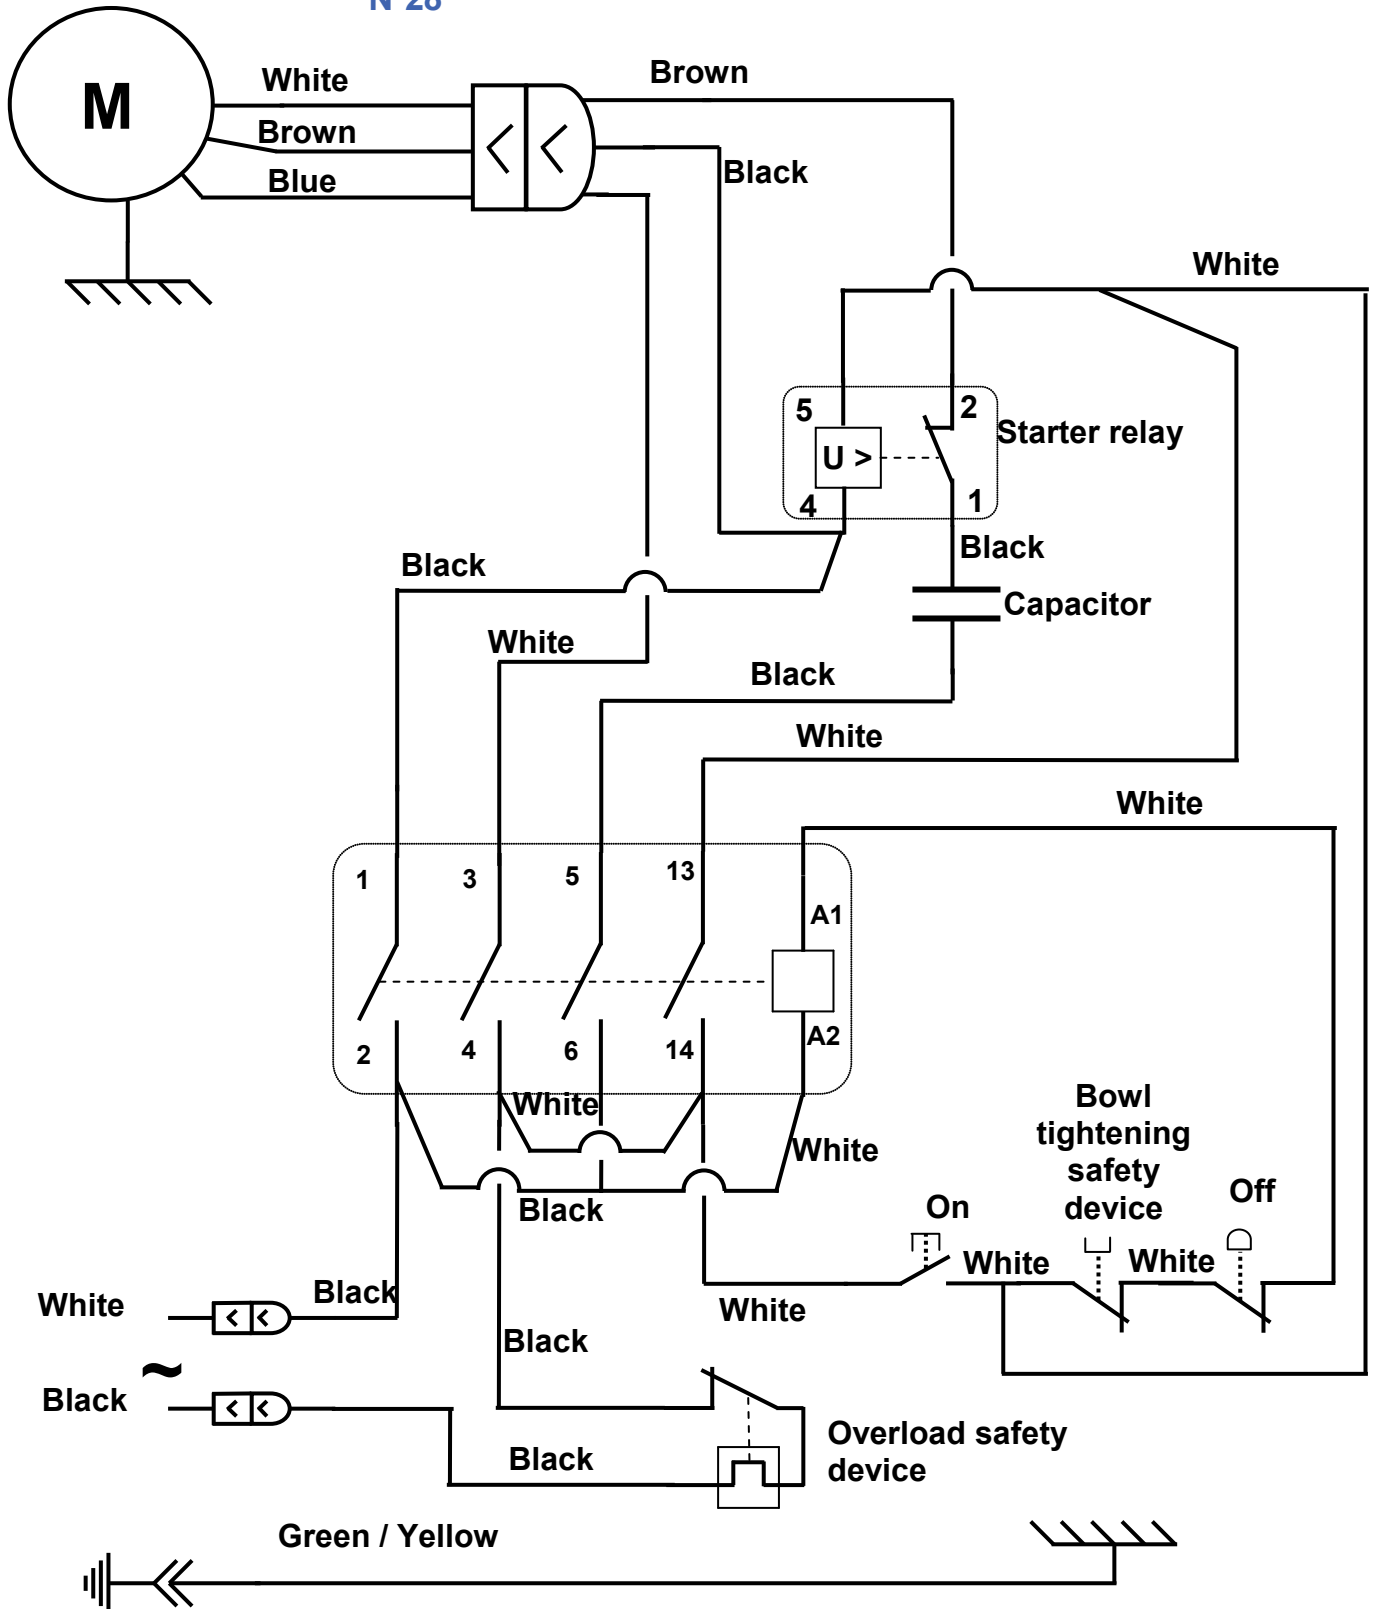 N°28
White
Brown
M
Brown
Black
Blue
White
5
2
Starter relay
U >
4
1
Black
Black
Capacitor
White
Black
White
White
1
3
5
13
A1
2
4
6
14
A2
White
White
Black
Bowl
tightening
safety
device
Off
On
White
White
White
White
Black
Black
~
Black
Black
Overload safety
device
Green / Yellow